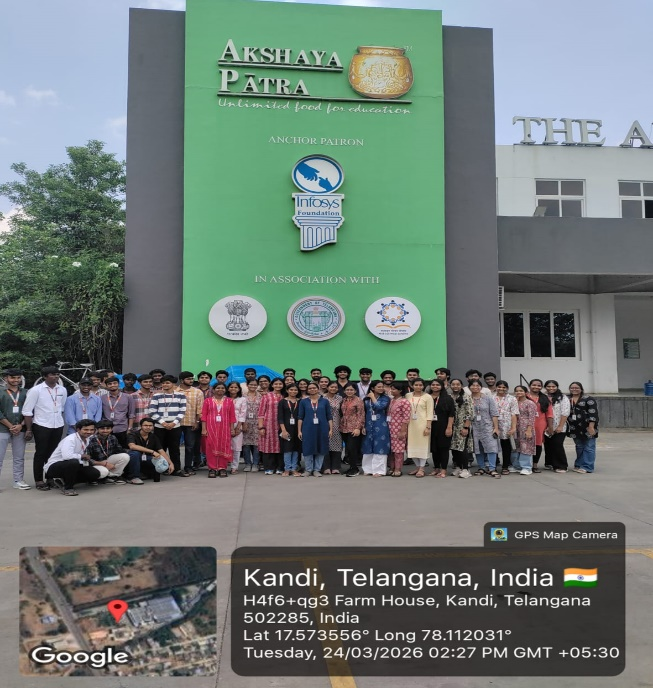 AKSHAYA
PĀTRA
Unlimited food for education
ANCHOR PATRON
Infosys
Foundation
IN ASSOCIATION WITH
THE A
GPS Map Camera
Kandi, Telangana, India
H4f6+qg3 Farm House, Kandi, Telangana
502285, India
Lat 17.573556° Long 78.112031°
Tuesday, 24/03/2026 02:27 PM GMT +05:30
Google